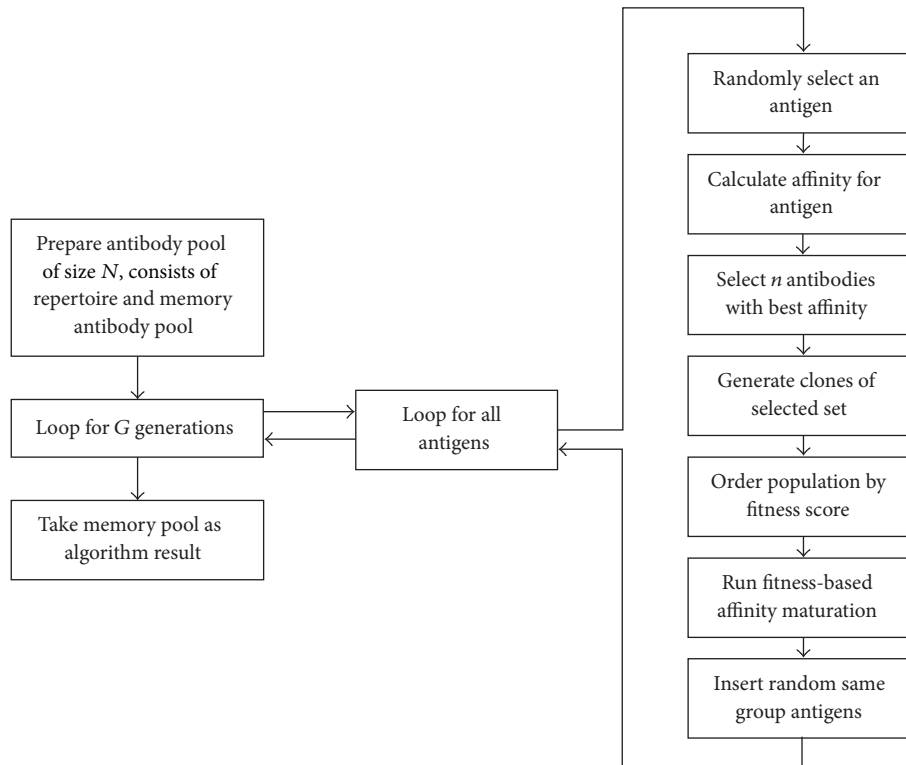 Prepare antibody pool
of size N, consists of
repertoire and memory
antibody pool
Loop for G generations
Take memory pool as
algorithm result
Loop for all
antigens
Randomly select an
antigen
Calculate affinity for
antigen
Select n antibodies
with best affinity
Generate clones of
selected set
Order population by
fitness score
Run fitness-based
affinity maturation
Insert random same
group antigens